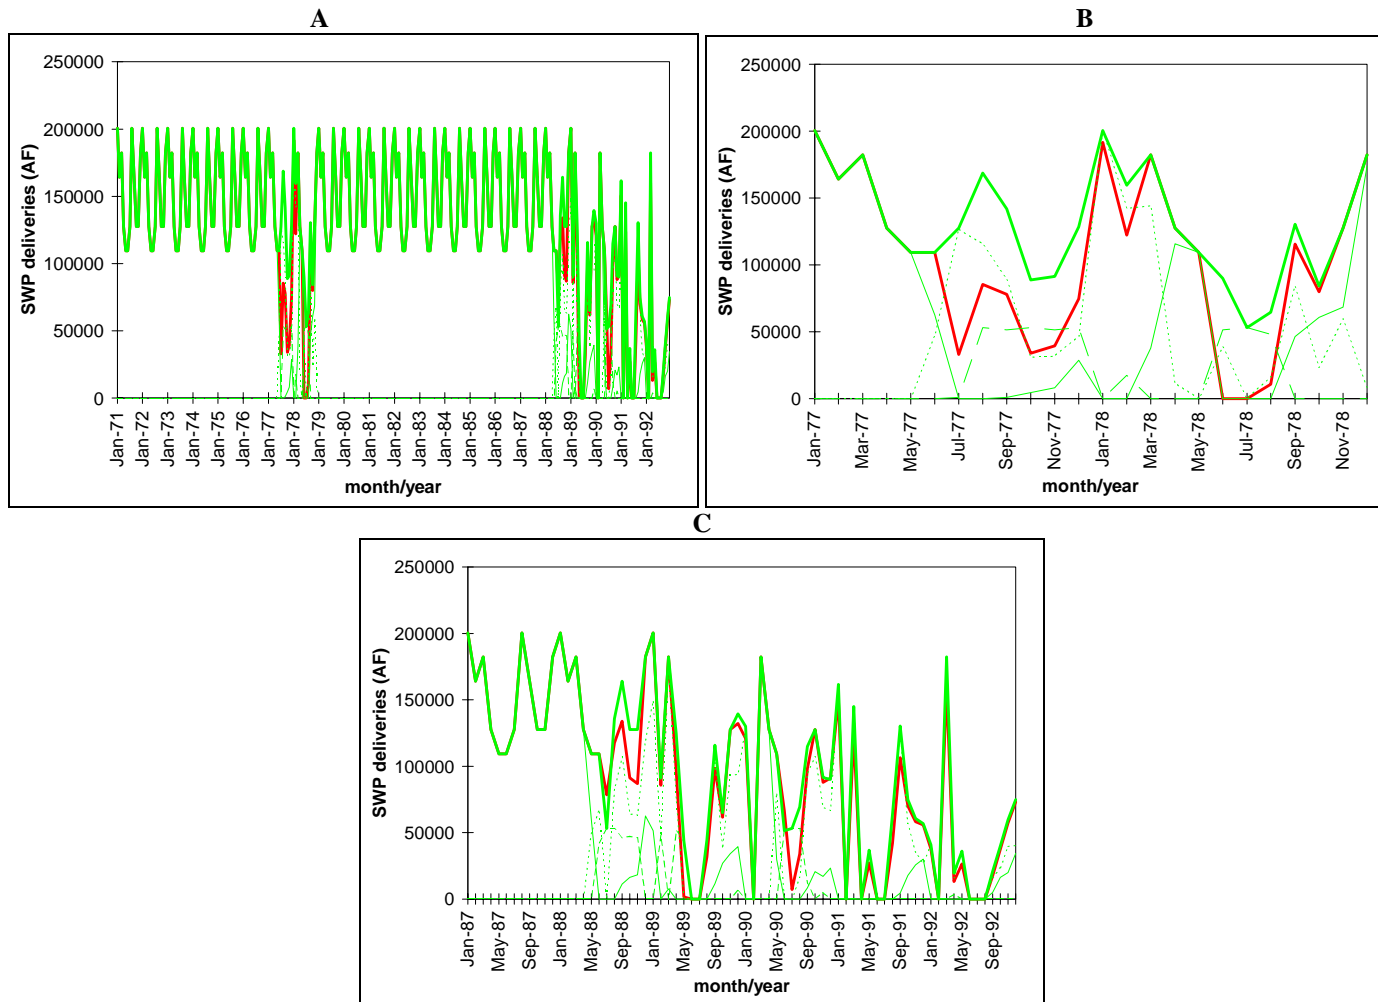 A
SWP deliveries (AF)
250000
200000
150000
100000
50000
0
Jan-71
Jan-72
Jan-73
Jan-74
Jan-75
Jan-76
Jan-77
Jan-78
Jan-79
Jan-80
Jan-81
Jan-82
Jan-83
Jan-84
Jan-85
Jan-86
Jan-87
Jan-88
Jan-89
Jan-90
Jan-91
Jan-92
month/year
B
SWP deliveries (AF)
250000
200000
150000
100000
50000
0
Jan-77
Mar-77
May-77
Jul-77
Sep-77
Nov-77
Jan-78
Mar-78
May-78
Jul-78
Sep-78
Nov-78
month/year
C
SWP deliveries (AF)
250000
200000
150000
100000
50000
0
Jan-87
May-87
Sep-87
Jan-88
May-88
Sep-88
Jan-89
May-89
Sep-89
Jan-90
May-90
Sep-90
Jan-91
May-91
Sep-91
Jan-92
May-92
Sep-92
month/year